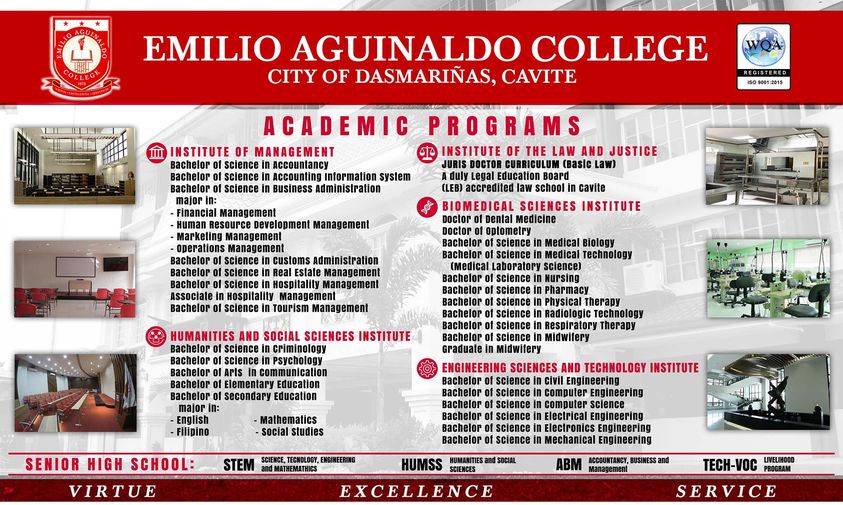 EMILIO AGUINALDO COLLEGE
CITY OF DASMARIÑAS, CAVITE
EMILIO AGUINALDO
COLLEGE
WQA
REGISTERED
ISO 9001:2015
ACADEMIC PROGRAMS
INSTITUTE OF MANAGEMENT
Bachelor of Science in Accountancy
Bachelor of Science in Accounting Information System
Bachelor of Science in Business Administration
major in:
- Financial Management
- Human Resource Development Management
- Marketing Management
- Operations Management
Bachelor of Science in Customs Administration
Bachelor of Science in Real Estate Management
Bachelor of Science in Hospitality Management
Associate in Hospitality Management
Bachelor of Science in Tourism Management
HUMANITIES AND SOCIAL SCIENCES INSTITUTE
Bachelor of Science in Criminology
Bachelor of Science in Psychology
Bachelor of Arts in Communication
Bachelor of Elementary Education
Bachelor of Secondary Education
major in:
- English - Mathematics
- Filipino - Social Studies
INSTITUTE OF THE LAW AND JUSTICE
JURIS DOCTOR CURRICULUM (Basic Law)
A duly Legal Education Board
(LEB) accredited law school in Cavite
BIOMEDICAL SCIENCES INSTITUTE
Doctor of Dental Medicine
Doctor of Optometry
Bachelor of Science in Medical Biology
Bachelor of Science in Medical Technology
(Medical Laboratory Science)
Bachelor of Science in Nursing
Bachelor of Science in Pharmacy
Bachelor of Science in Physical Therapy
Bachelor of Science in Radiologic Technology
Bachelor of Science in Respiratory Therapy
Bachelor of Science in Midwifery
Graduate in Midwifery
ENGINEERING SCIENCES AND TECHNOLOGY INSTITUTE
Bachelor of Science in Civil Engineering
Bachelor of Science in Computer Engineering
Bachelor of Science in Computer Science
Bachelor of Science in Electrical Engineering
Bachelor of Science in Electronics Engineering
Bachelor of Science in Mechanical Engineering
SENIOR HIGH SCHOOL:
STEM SCIENCE, TECNOLOGY, ENGINEERING
and MATHEMATHICS
HUMSS HUMANITIES and SOCIAL
SCIENCES
ABM ACCOUNTANCY, BUSINESS and
Management
TECH-VOC LIVELIHOOD
PROGRAM
VIRTUE EXCELLENCE SERVICE